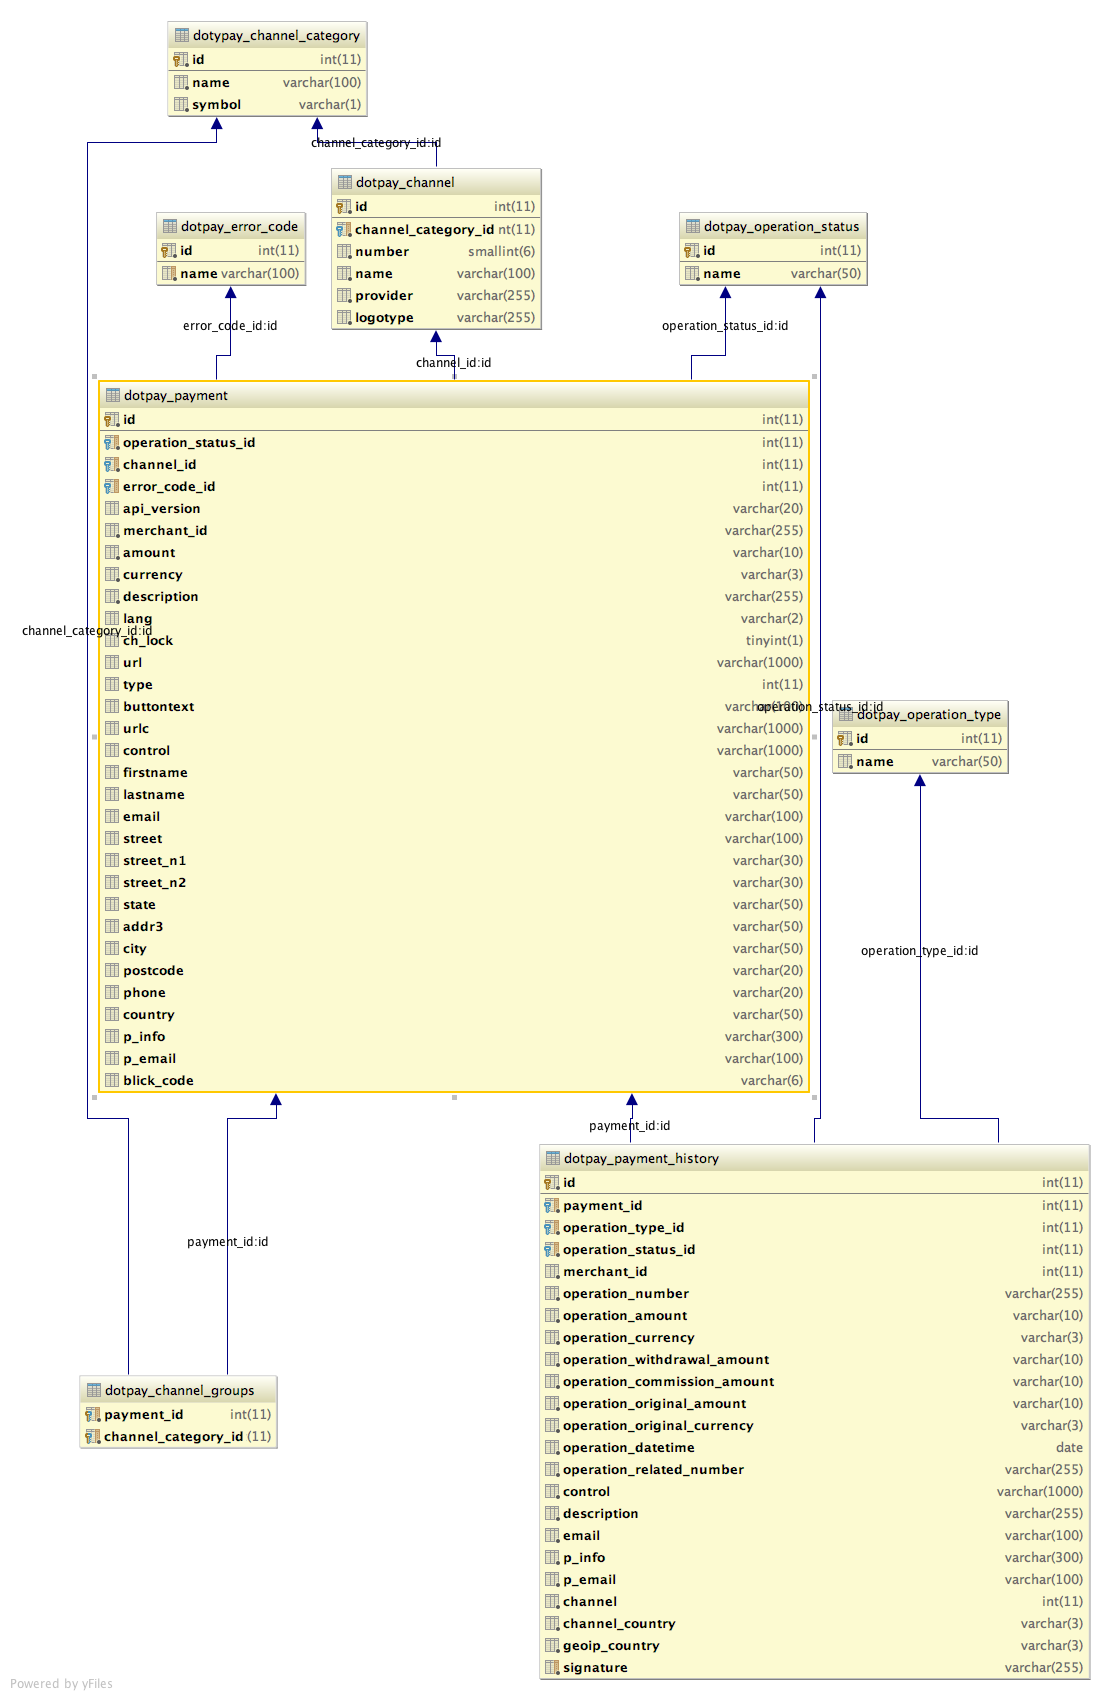 dotypay_channel_category
id int(11)
name varchar(100)
symbol varchar(1)
channel_category_id:id
dotpay_channel
id int(11)
channel_category_id nt(11)
number smallint(6)
name varchar(100)
provider varchar(255)
logotype varchar(255)
dotpay_error_code
id int(11)
name varchar(100)
dotpay_operation_status
id int(11)
name varchar(50)
error_code_id:id
channel_id:id
operation_status_id:id
dotpay_payment
id int(11)
operation_status_id int(11)
channel_id int(11)
error_code_id int(11)
api_version varchar(20)
merchant_id varchar(255)
amount varchar(10)
currency varchar(3)
description varchar(255)
lang varchar(2)
channel_category_id:id
ch_lock tinyint(1)
url varchar(1000)
type int(11)
buttontext varchar(100)
operation_status_id:id
urlc varchar(1000)
control varchar(1000)
firstname varchar(50)
lastname varchar(50)
email varchar(100)
street varchar(100)
street_n1 varchar(30)
street_n2 varchar(30)
state varchar(50)
addr3 varchar(50)
city varchar(50)
postcode varchar(20)
phone varchar(20)
country varchar(50)
p_info varchar(300)
p_email varchar(100)
blick_code varchar(6)
dotpay_operation_type
id int(11)
name varchar(50)
operation_type_id:id
payment_id:id
dotpay_payment_history
id int(11)
payment_id int(11)
operation_type_id int(11)
operation_status_id int(11)
merchant_id int(11)
operation_number varchar(255)
operation_amount varchar(10)
operation_currency varchar(3)
operation_withdrawal_amount varchar(10)
operation_commission_amount varchar(10)
operation_original_amount varchar(10)
operation_original_currency varchar(3)
operation_datetime date
operation_related_number varchar(255)
control varchar(1000)
description varchar(255)
email varchar(100)
p_info varchar(300)
p_email varchar(100)
channel int(11)
channel_country varchar(3)
geoip_country varchar(3)
signature varchar(255)
payment_id:id
dotpay_channel_groups
payment_id int(11)
channel_category_id (11)
Powered by yFiles